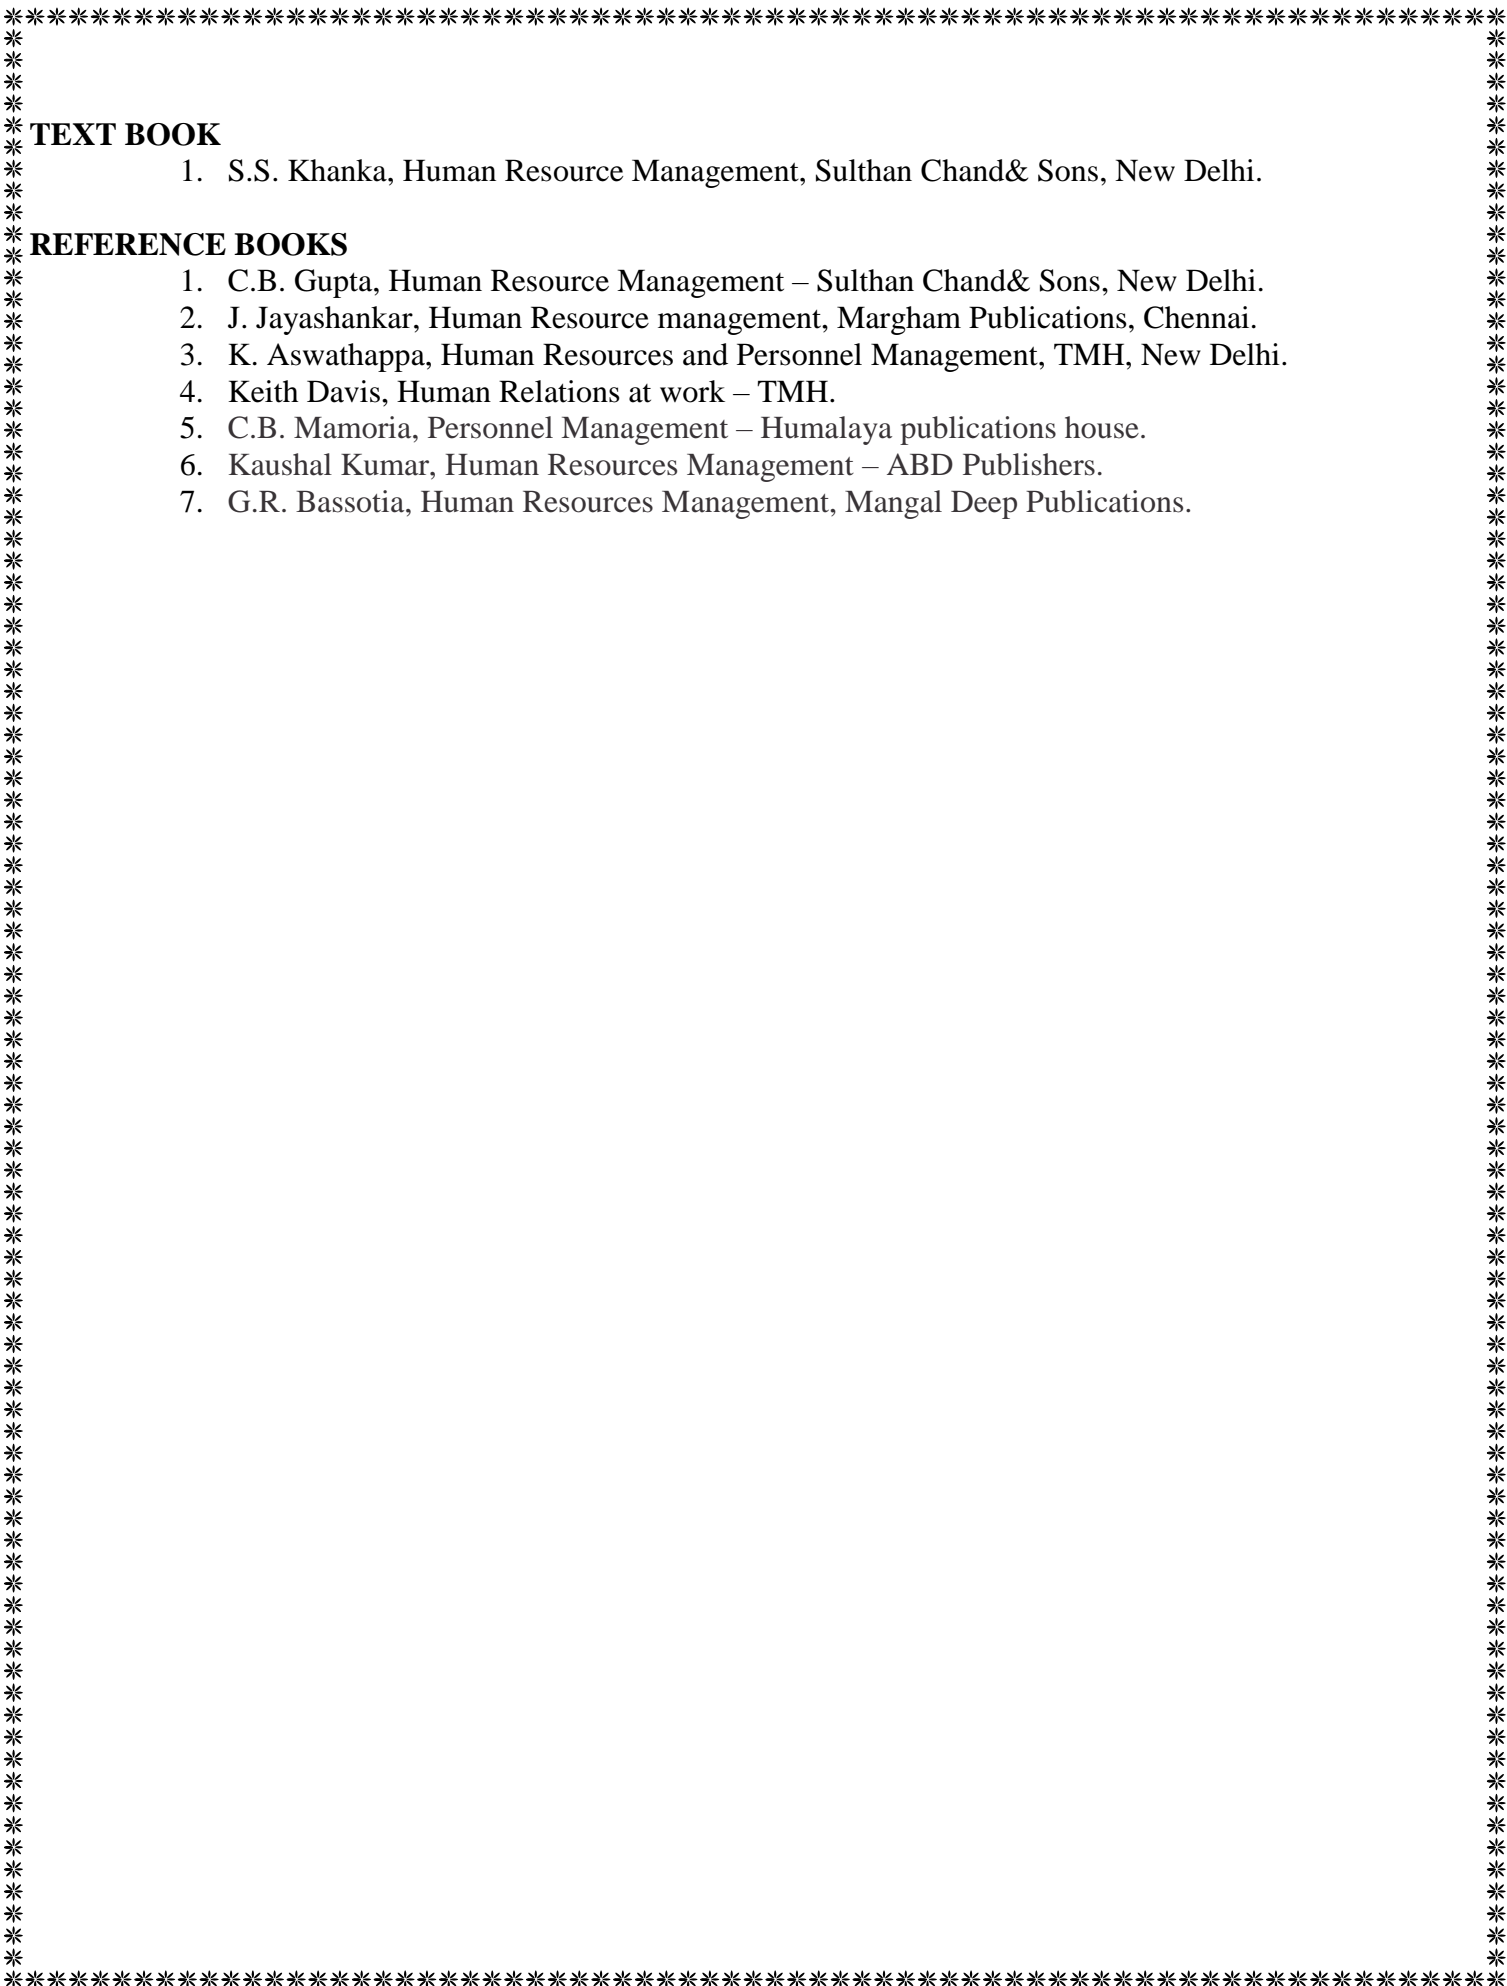 TEXT BOOK
1. S.S. Khanka, Human Resource Management, Sulthan Chand& Sons, New Delhi.
REFERENCE BOOKS
1. C.B. Gupta, Human Resource Management – Sulthan Chand& Sons, New Delhi.
2. J. Jayashankar, Human Resource management, Margham Publications, Chennai.
3. K. Aswathappa, Human Resources and Personnel Management, TMH, New Delhi.
4. Keith Davis, Human Relations at work – TMH.
5. C.B. Mamoria, Personnel Management – Humalaya publications house.
6. Kaushal Kumar, Human Resources Management – ABD Publishers.
7. G.R. Bassotia, Human Resources Management, Mangal Deep Publications.